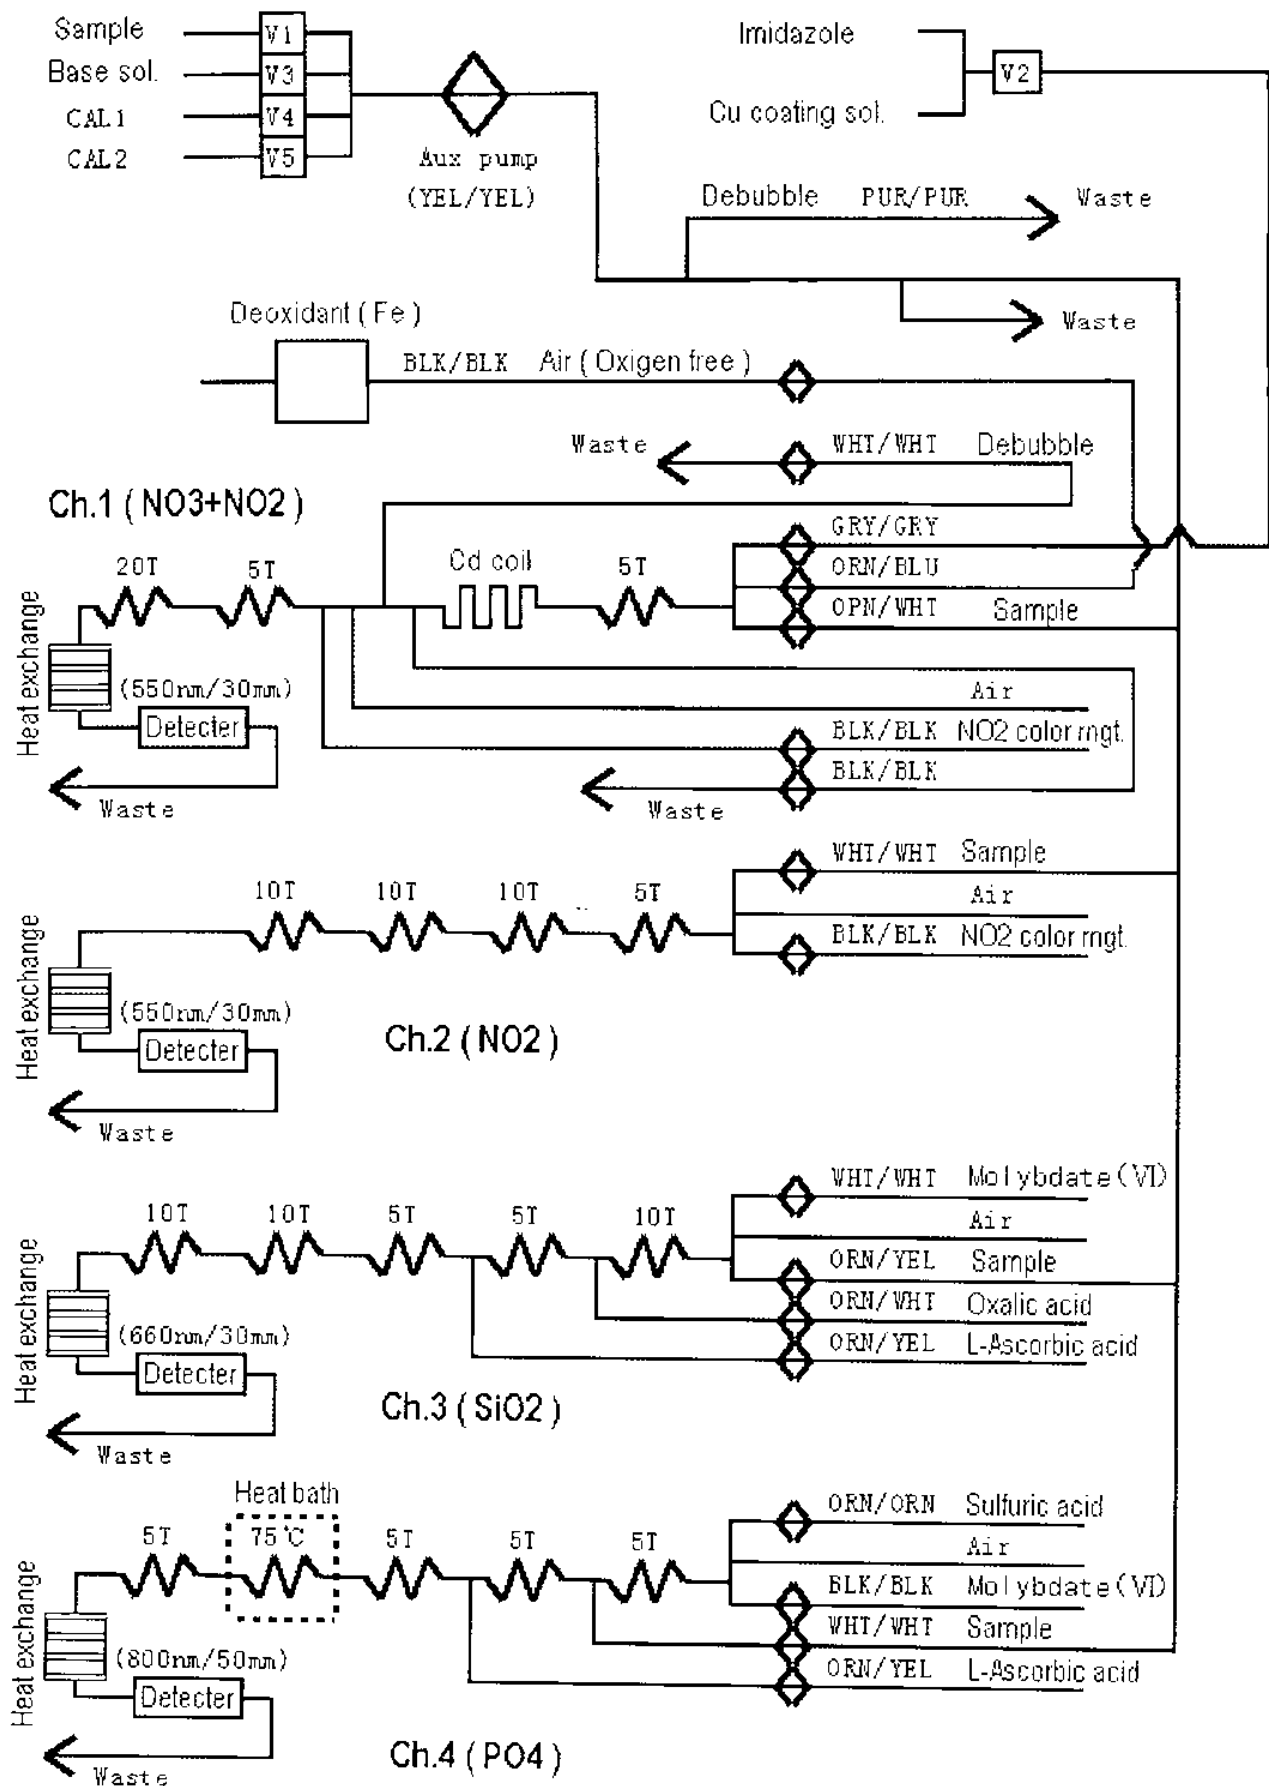 Sample V1
Imidazole
Base sol. V3
V2
CAL1 V4
Cu coating sol.
CAL2 V5
Aux pump
(YEL/YEL)
Debubble PUR/PUR Waste
Deoxidant ( Fe )
Waste
BLK/BLK Air ( Oxigen free )
Waste WHT/WHT Debubble
Ch.1 ( NO3+NO2 )
GRY/GRY
20T 5T Cd coil 5T
ORN/BLU
OPN/WHT Sample
Heat exchange
(550nm/30mm)
Air
Detecter
BLK/BLK NO2 color rngt.
BLK/BLK
Waste
Waste
WHT/WHT Sample
10T 10T 10T 5T
Air
BLK/BLK NO2 color rngt.
Heat exchange
(550nm/30mm)
Detecter
Ch.2 ( NO2 )
Waste
WHT/WHT Molybdate (VI)
10T 10T 5T 5T 10T
Air
ORN/YEL Sample
ORN/WHT Oxalic acid
Heat exchange
(660nm/30mm)
ORN/YEL L-Ascorbic acid
Detecter
Ch.3 ( SiO2 )
Waste
Heat bath
ORN/ORN Sulfuric acid
5T 75℃ 5T 5T 5T
Air
BLK/BLK Molybdate (VI)
WHT/WHT Sample
Heat exchange
(800nm/50mm)
ORN/YEL L-Ascorbic acid
Detecter
Ch.4 ( PO4 )
Waste